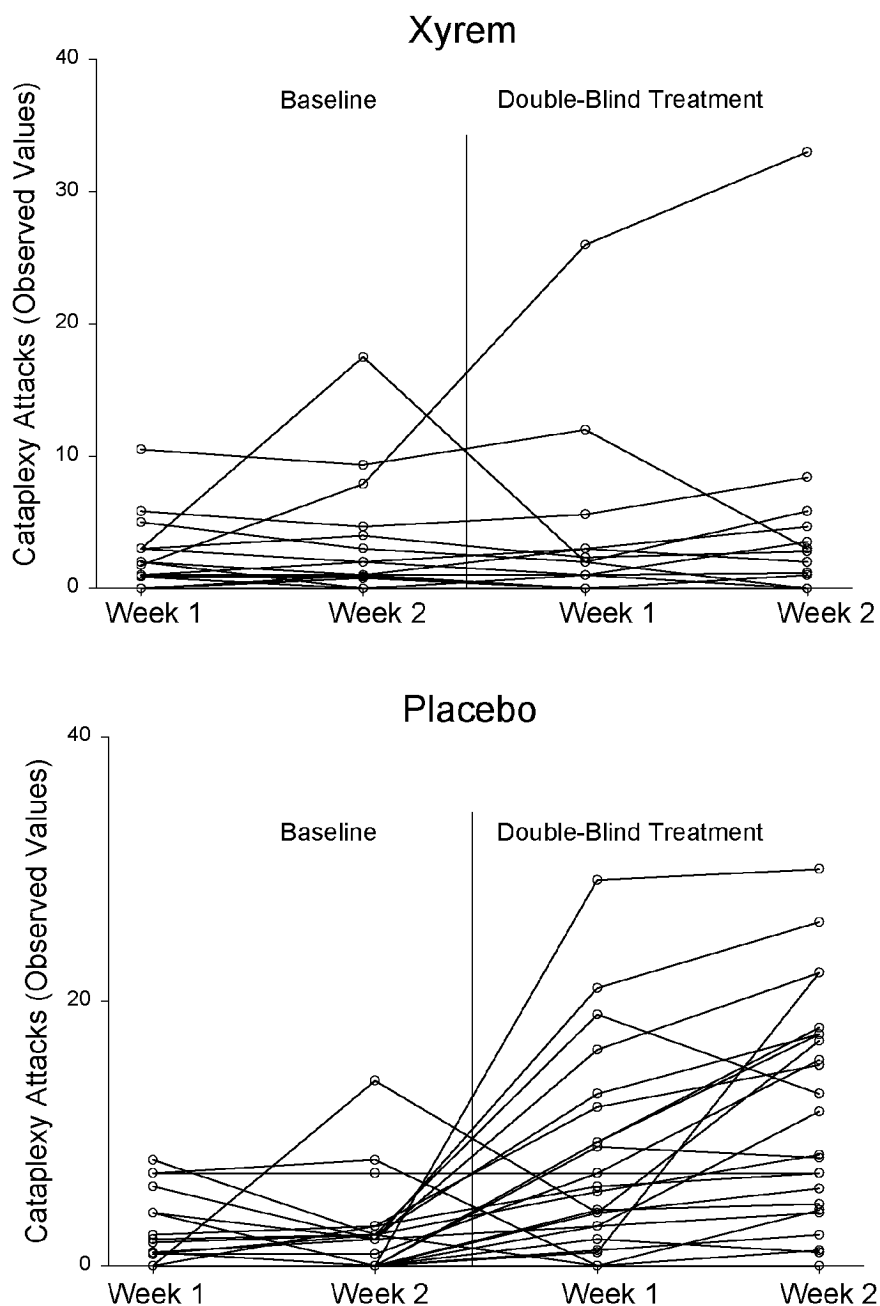 Xyrem
Cataplexy Attacks (Observed Values)
40
30
20
10
0
Baseline
Double-Blind Treatment
Week 1
Week 2
Week 1
Week 2
Placebo
Cataplexy Attacks (Observed Values)
40
20
0
Baseline
Double-Blind Treatment
Week 1
Week 2
Week 1
Week 2